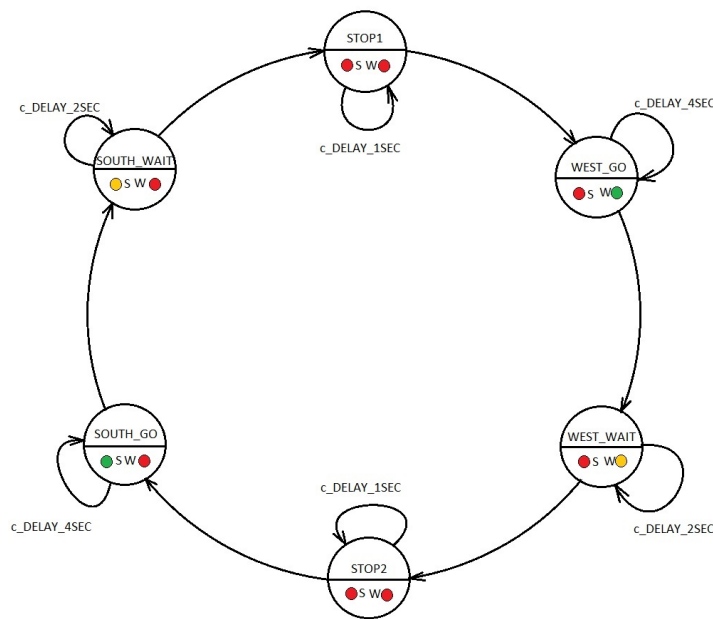 STOP1
S W
c_DELAY_1SEC
c_DELAY_2SEC
SOUTH_WAIT
S W
c_DELAY_4SEC
WEST_GO
S W
SOUTH_GO
S W
c_DELAY_4SEC
WEST_WAIT
S W
c_DELAY_2SEC
c_DELAY_1SEC
STOP2
S W